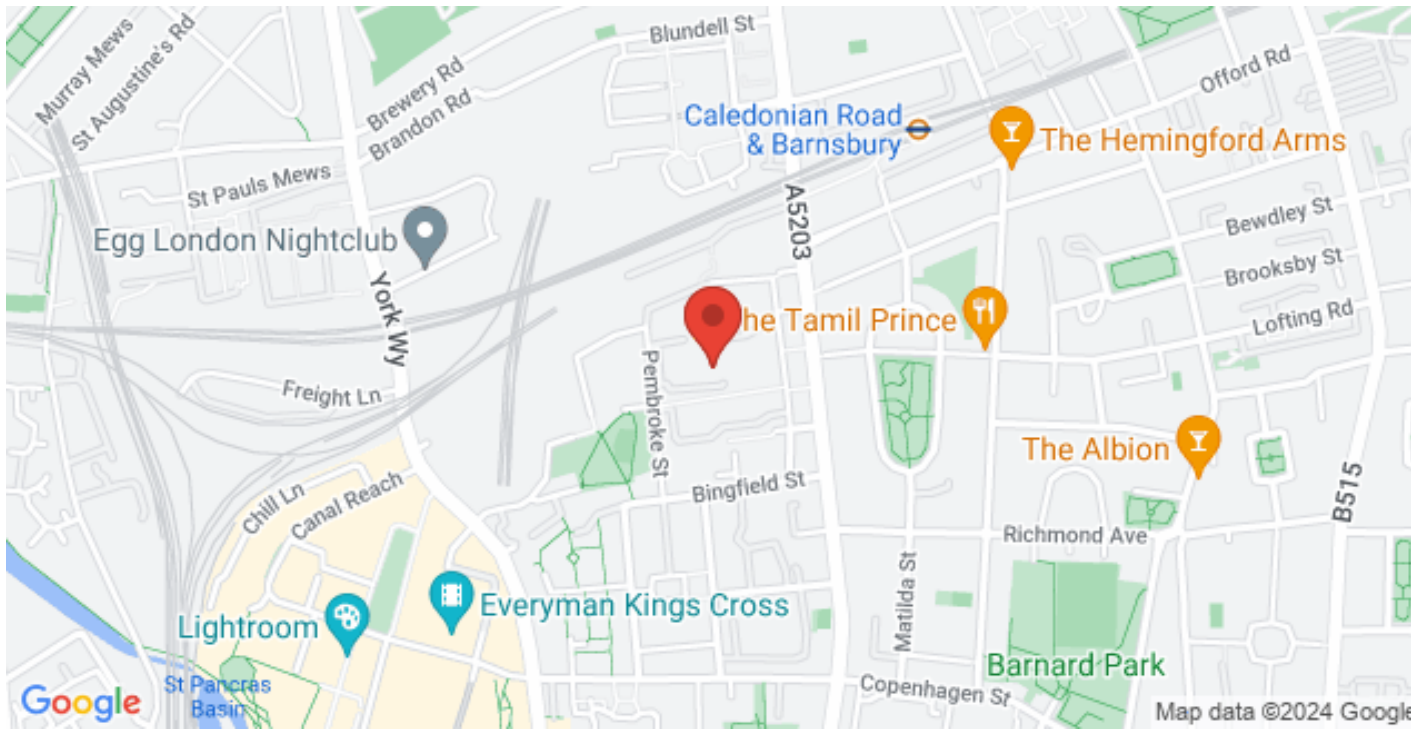 Murray Mews
St Augustine's Rd
Blundell St
Brewery Rd
Brandon Rd
Offord Rd
Caledonian Road
& Barnsbury
The Hemingford Arms
St Pauls Mews
A5203
Bewdley St
Egg London Nightclub
Brooksby St
York Wy
he Tamil Prince
Lofting Rd
Freight Ln
Pembroke St
The Albion
Chill Ln
Canal Reach
Bingfield St
B515
Richmond Ave
Matilda St
Everyman Kings Cross
Lightroom
Barnard Park
St Pancras
Basin
Copenhagen St
Google
Map data ©2024 Google